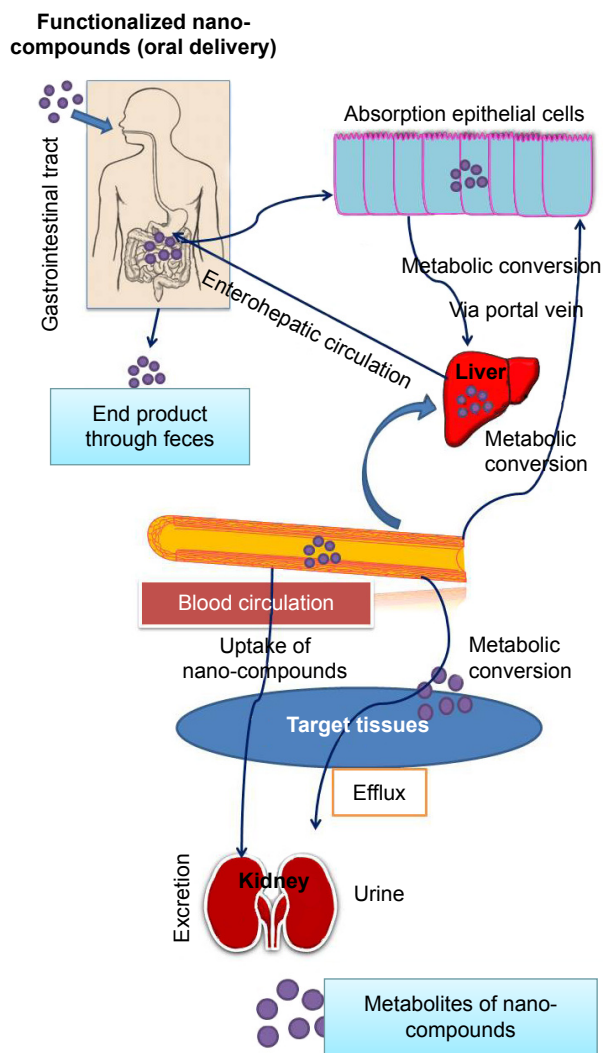 Functionalized nano-
compounds (oral delivery)
Gastrointestinal tract
Absorption epithelial cells
Metabolic conversion
Via portal vein
Enterohepatic circulation
Liver
End product
through feces
Metabolic
conversion
Blood circulation
Uptake of
nano-compounds
Metabolic
conversion
Target tissues
Efflux
Excretion
Kidney
Urine
Metabolites of nano-
compounds